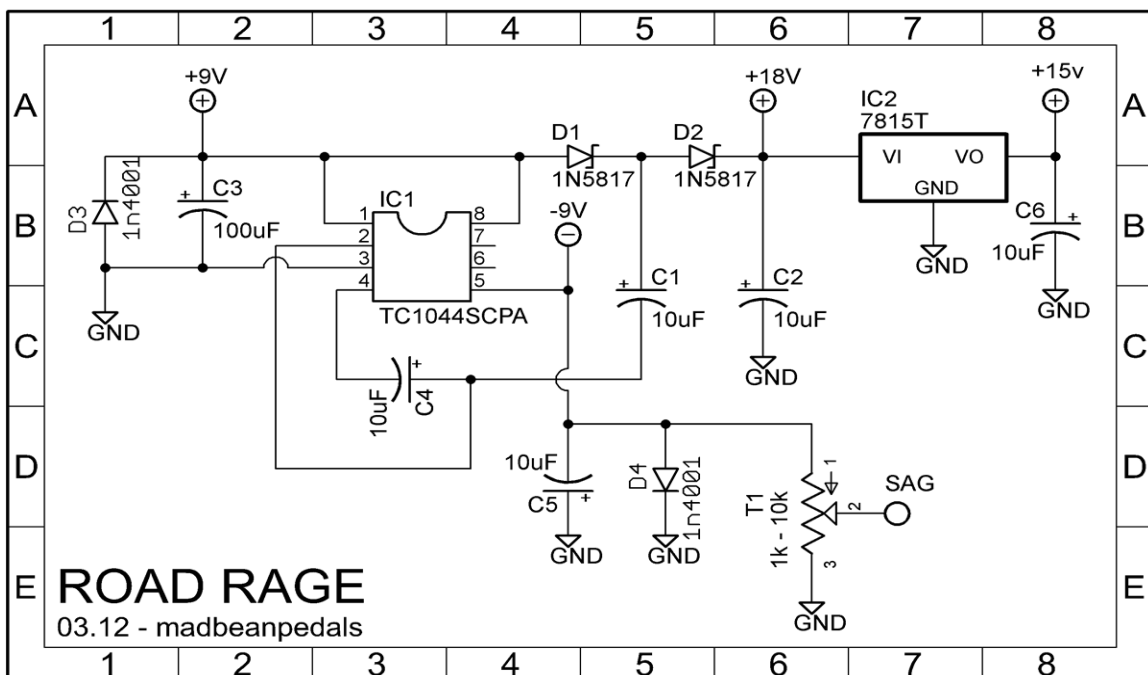 1 2 3 4 5 6 7 8
A A
+9V +18V +15v
IC2
7815T
D1 D2
VI VO
GND
1N5817 1N5817
D3 1n4001
+ C3
100uF
IC1
1 8
2 7
3 6
4 5
TC1044SCPA
-9V
B B
C6 +
10uF
GND
GND
GND
+ C1
10uF
+ C2
10uF
GND
C C
10uF + C4
D D
10uF
C5 +
GND
D4 1n4001
GND
T1
1k - 10k
1
2
3
SAG
GND
E E
ROAD RAGE
03.12 - madbeanpedals
1 2 3 4 5 6 7 8